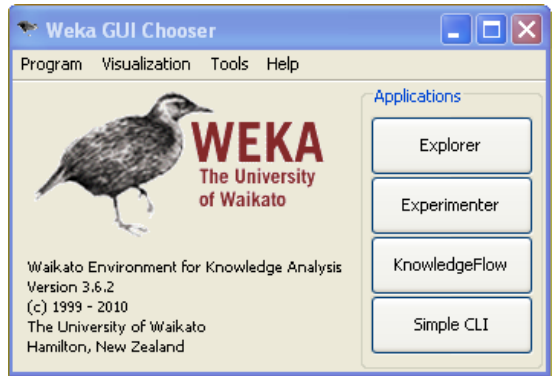 Weka GUI Chooser
Program Visualization Tools Help
WEKA
The University
of Waikato
Waikato Environment for Knowledge Analysis
Version 3.6.2
(c) 1999 - 2010
The University of Waikato
Hamilton, New Zealand
Applications
Explorer
Experimenter
KnowledgeFlow
Simple CLI